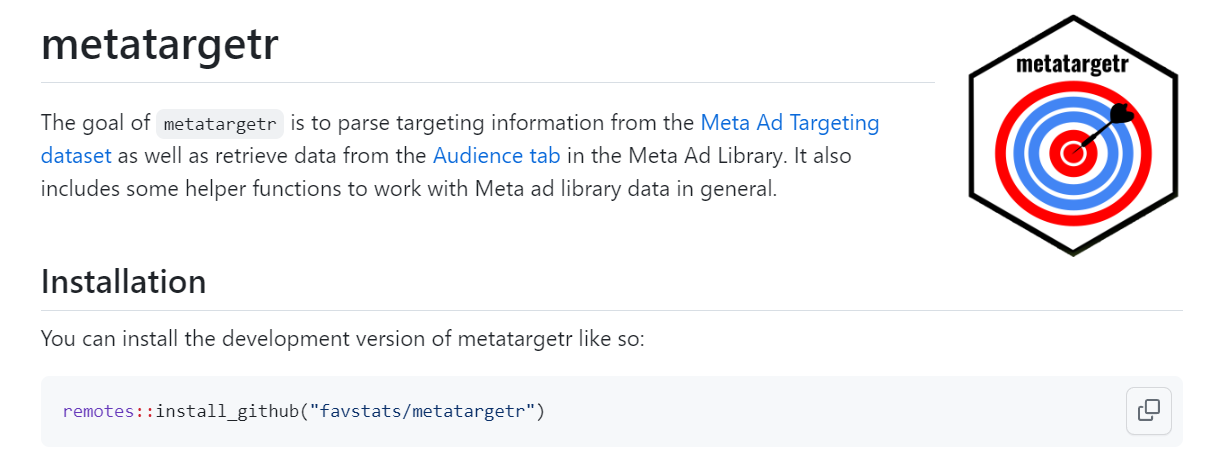 metatargetr
metatargetr
The goal of metatargetr is to parse targeting information from the Meta Ad Targeting
dataset as well as retrieve data from the Audience tab in the Meta Ad Library. It also
includes some helper functions to work with Meta ad library data in general.
Installation
You can install the development version of metatargetr like so:
remotes::install_github("favstats/metatargetr")